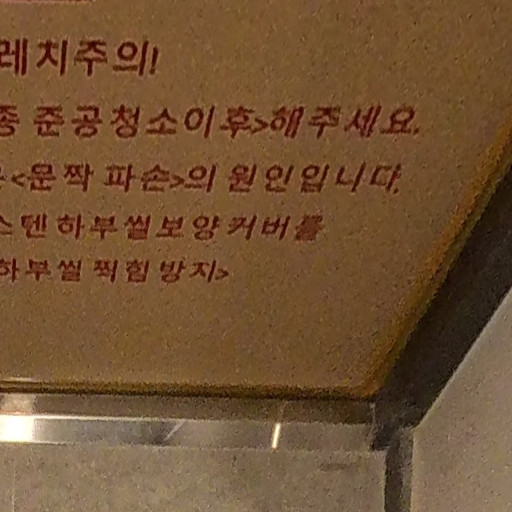 레치주의!
종 준공청소이후>해주세요.
<문짝 파손>의 원인입니다.
스텐하부씰보양커버를
하부씰 찍힘방지>